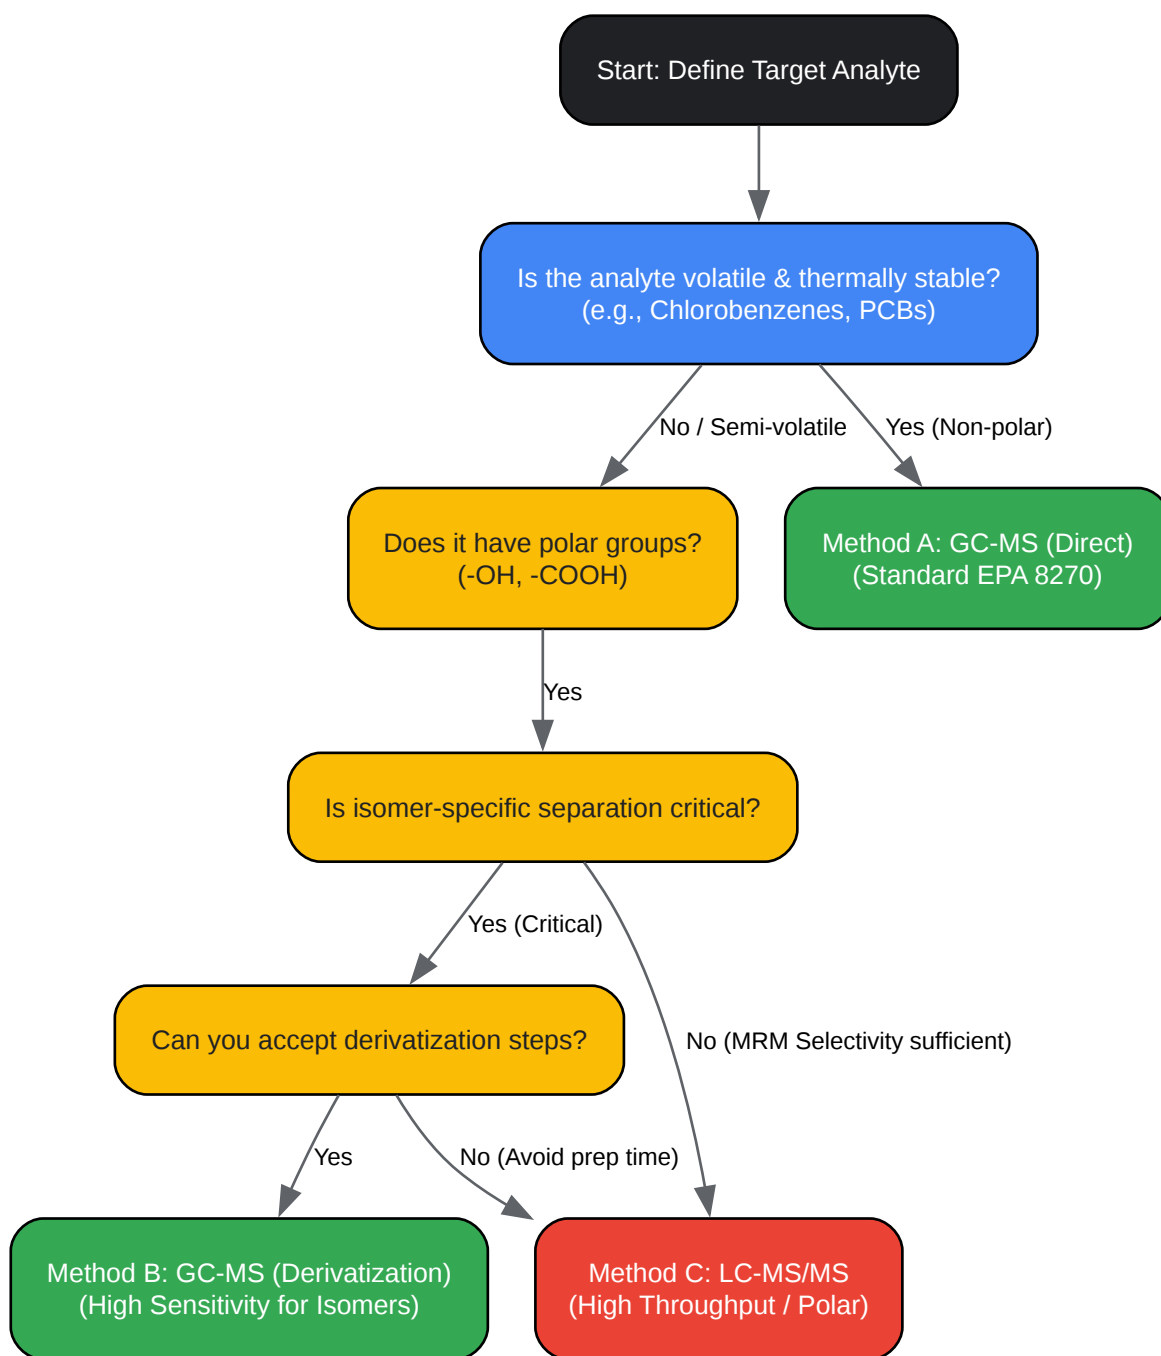 Start: Define Target Analyte
Is the analyte volatile & thermally stable?
(e.g., Chlorobenzenes, PCBs)
No / Semi-volatile
Yes (Non-polar)
Does it have polar groups?
(-OH, -COOH)
Method A: GC-MS (Direct)
(Standard EPA 8270)
Yes
Is isomer-specific separation critical?
Yes (Critical)
Can you accept derivatization steps?
No (MRM Selectivity sufficient)
Yes
No (Avoid prep time)
Method B: GC-MS (Derivatization)
(High Sensitivity for Isomers)
Method C: LC-MS/MS
(High Throughput / Polar)